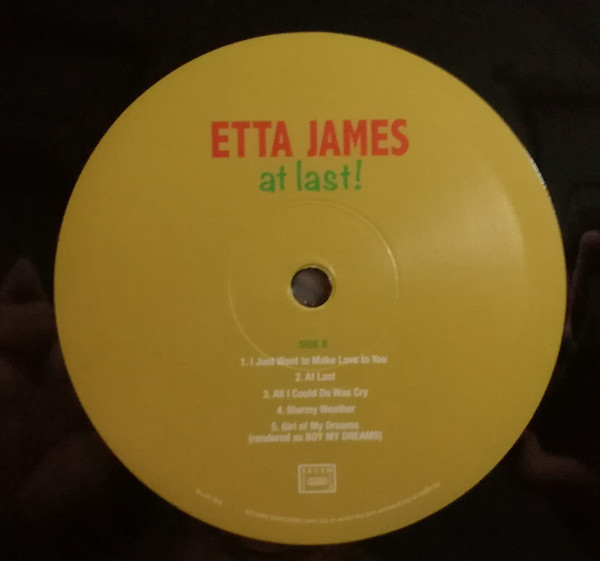 ETTA JAMES
at last!
SIDE B
1. I Just Want to Make Love to You
2. At Last
3. All I Could Do Was Cry
4. Stormy Weather
5. Girl of My Dreams
(rendered as BOY MY DREAMS)